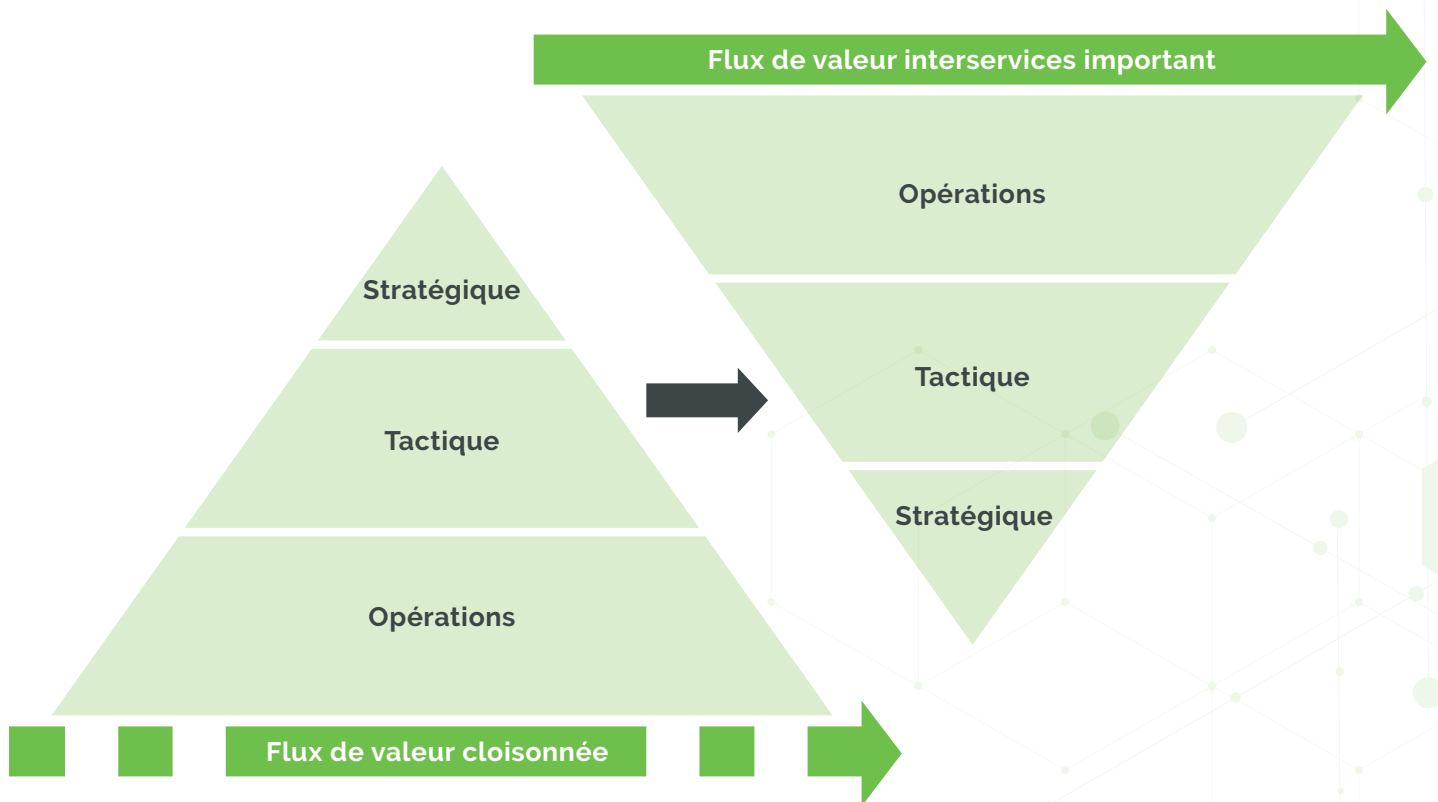 Flux de valeur interservices important
Opérations
Tactique
Stratégique
Stratégique
Tactique
Opérations
Flux de valeur cloisonnée